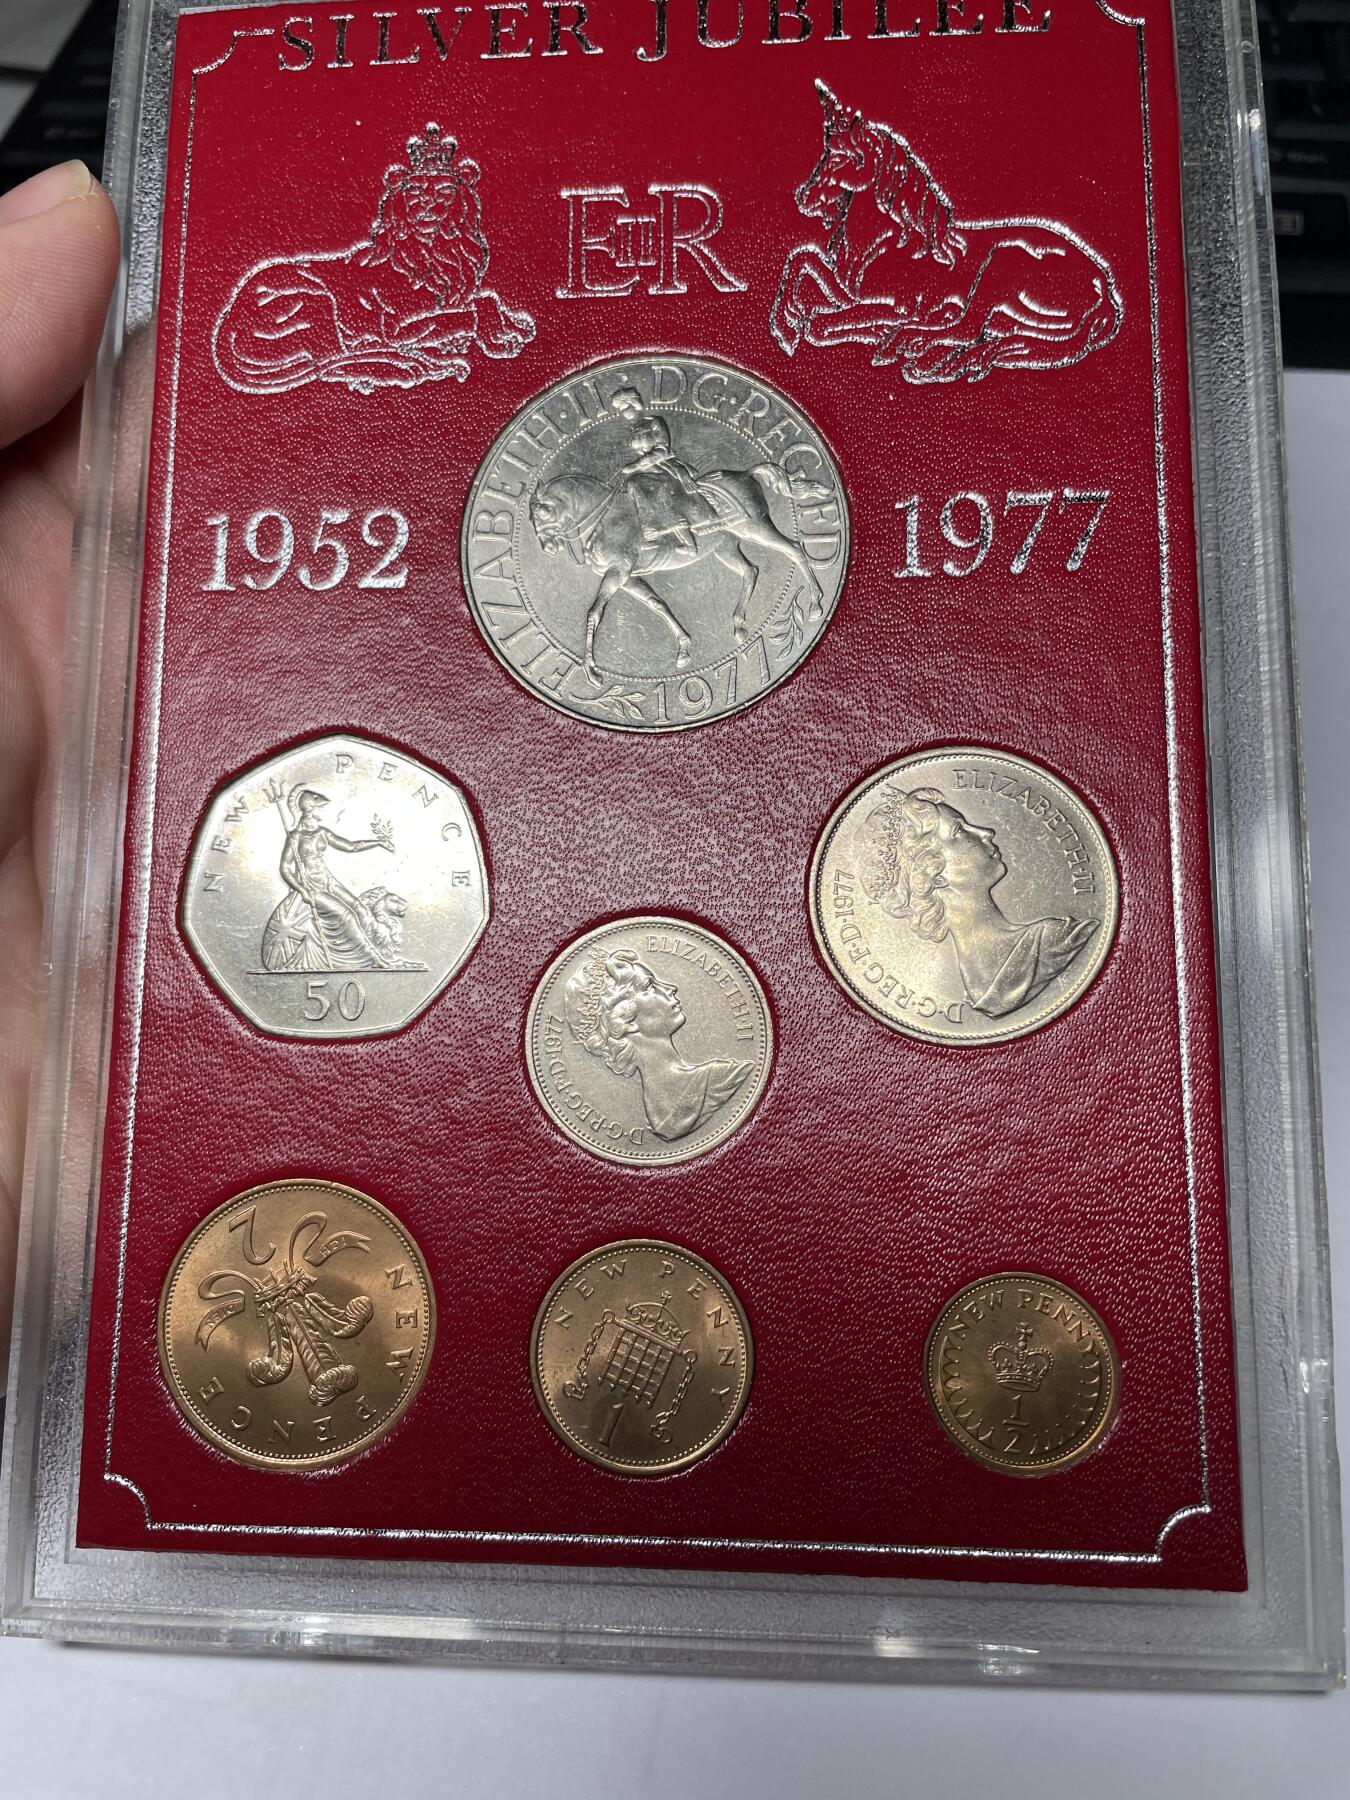 SILVER JUBILEE
EIIR
1952
1977
ELIZABETH·II·D·G·REG·F·D
1977
NEW PENCE
50
ELIZABETH·II
D·G·REG·F·D·1977
ELIZABETH·II
D·G·REG·F·D·1977
2
NEW PENCE
NEW PENNY
1
NEW PENNY
1/2